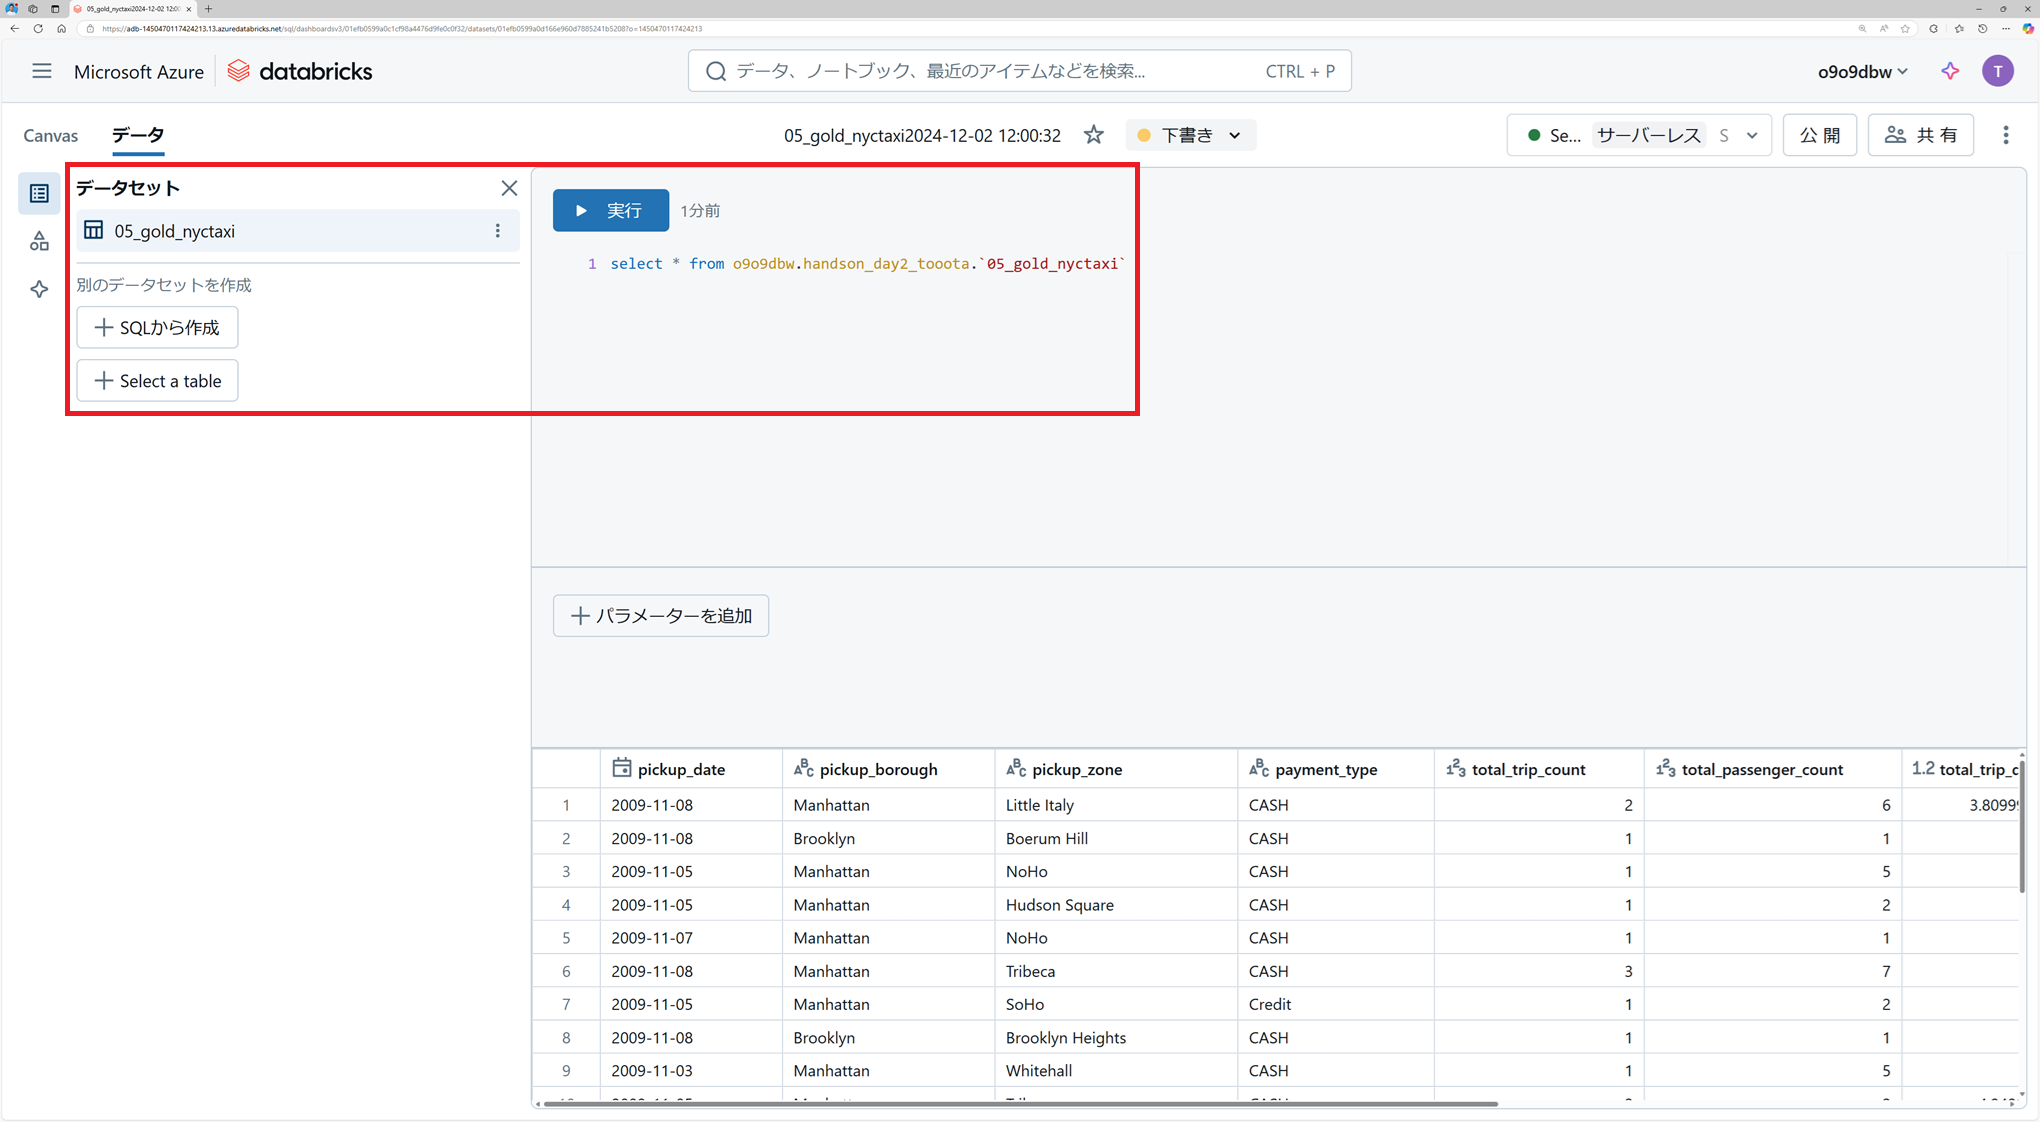 05_gold_nyctaxi2024-12-02 12:00
https://adb-1450470117424213.13.azuredatabricks.net/sql/dashboardsv3/01efb0599a0c1cf98a4476d9fe0c0f32/datasets/01efb0599a0d166e960d7885241b5208?o=1450470117424213
Microsoft Azure databricks データ、ノートブック、最近のアイテムなどを検索... CTRL + P o9o9dbw T
Canvas データ 05_gold_nyctaxi2024-12-02 12:00:32 下書き Se... サーバーレス S 公開 共有
データセット
05_gold_nyctaxi
別のデータセットを作成
SQLから作成
Select a table
実行 1分前
1 select * from o9o9dbw.handson_day2_tooota.`05_gold_nyctaxi`
パラメーターを追加
pickup_date pickup_borough pickup_zone payment_type total_trip_count total_passenger_count 1.2 total_trip_c
1 2009-11-08 Manhattan Little Italy CASH 2 6 3.8099
2 2009-11-08 Brooklyn Boerum Hill CASH 1 1
3 2009-11-05 Manhattan NoHo CASH 1 5
4 2009-11-05 Manhattan Hudson Square CASH 1 2
5 2009-11-07 Manhattan NoHo CASH 1 1
6 2009-11-08 Manhattan Tribeca CASH 3 7
7 2009-11-05 Manhattan SoHo Credit 1 2
8 2009-11-08 Brooklyn Brooklyn Heights CASH 1 1
9 2009-11-03 Manhattan Whitehall CASH 1 5